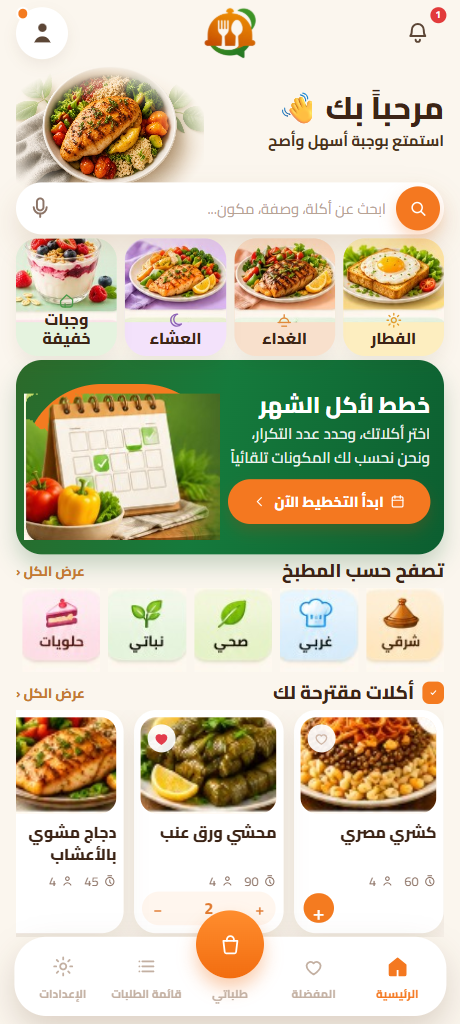 1
مرحباً بك
استمتع بوجبة أسهل وأصح
ابحث عن أكلة، وصفة، مكون...
الفطار
الغداء
العشاء
وجبات
خفيفة
خطط لأكل الشهر
اختر أكلاتك، وحدد عدد التكرار،
ونحن نحسب لك المكونات تلقائياً
ابدأ التخطيط الآن
تصفح حسب المطبخ
عرض الكل ›
شرقي
غربي
صحي
نباتي
حلويات
أكلات مقترحة لك
عرض الكل ›
كشري مصري
60 4
+
محشي ورق عنب
90 4
+ 2 −
دجاج مشوي
بالأعشاب
45 4
الرئيسية
المفضلة
طلباتي
قائمة الطلبات
الإعدادات